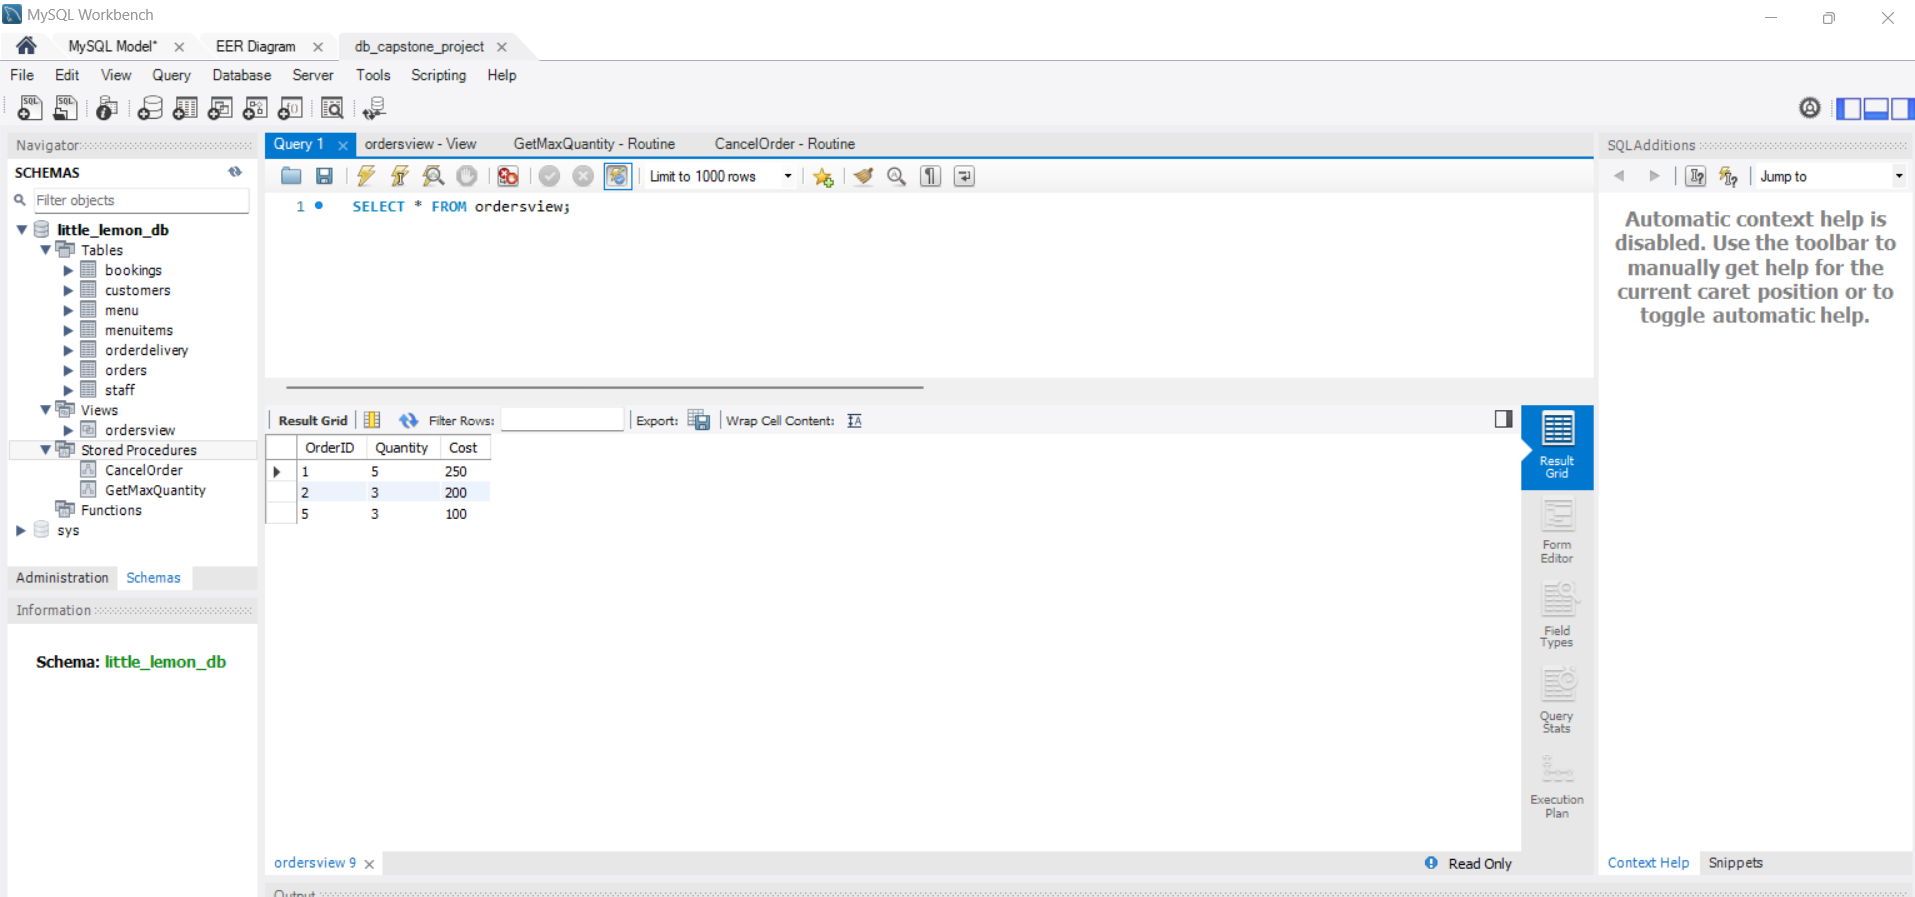 MySQL Workbench
MySQL Model* EER Diagram db_capstone_project
File Edit View Query Database Server Tools Scripting Help
Navigator
SCHEMAS
Filter objects
little_lemon_db
Tables
bookings
customers
menu
menuitems
orderdelivery
orders
staff
Views
ordersview
Stored Procedures
CancelOrder
GetMaxQuantity
Functions
sys
Administration Schemas
Information
Schema: little_lemon_db
Query 1 ordersview - View GetMaxQuantity - Routine CancelOrder - Routine
Limit to 1000 rows
1 SELECT * FROM ordersview;
Result Grid Filter Rows: Export: Wrap Cell Content:
OrderID Quantity Cost
1 5 250
2 3 200
5 3 100
Result
Grid
Form
Editor
Field
Types
Query
Stats
Execution
Plan
ordersview 9 Read Only
Output
SQLAdditions
Jump to
Automatic context help is
disabled. Use the toolbar to
manually get help for the
current caret position or to
toggle automatic help.
Context Help Snippets